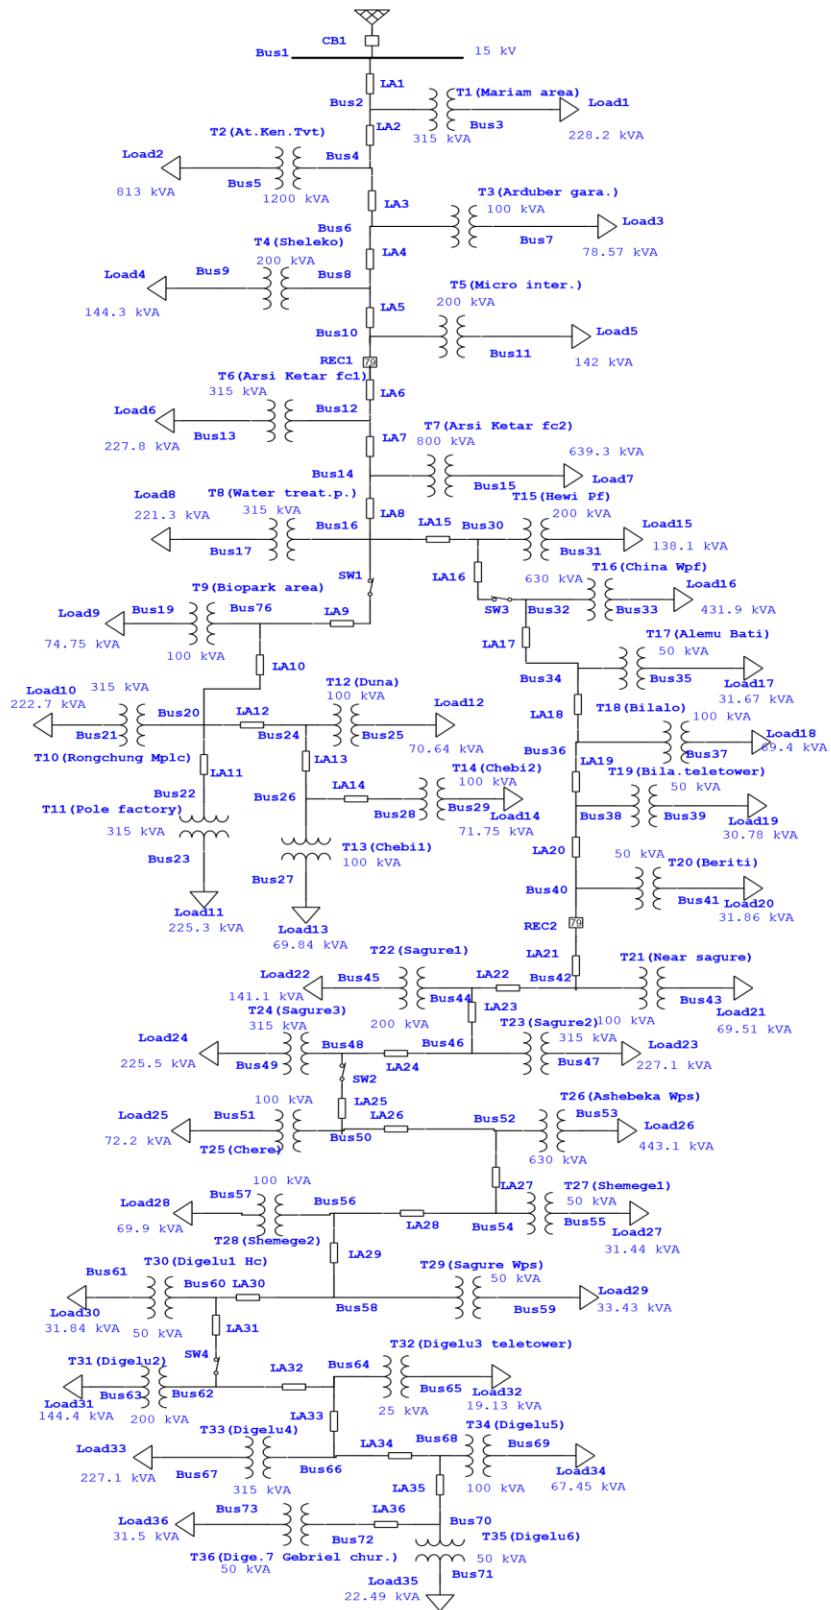 CB1
Bus1
15 kV
LA1
T1(Mariam area)
Load1
Bus2
Bus3
315 kVA
228.2 kVA
LA2
T2(At.Ken.Tvt)
Load2
Bus4
Bus5
813 kVA
1200 kVA
T3(Arduber gara.)
100 kVA
LA3
Load3
Bus6
Bus7
78.57 kVA
T4(Sheleko)
200 kVA
LA4
Load4
Bus9
Bus8
144.3 kVA
T5(Micro inter.)
200 kVA
LA5
Load5
Bus10
Bus11
142 kVA
REC1
79
T6(Arsi Ketar fc1)
315 kVA
LA6
Load6
Bus12
Bus13
227.8 kVA
T7(Arsi Ketar fc2)
800 kVA
639.3 kVA
LA7
Bus14
Bus15
Load7
T8(Water treat.p.)
Load8
221.3 kVA
315 kVA
LA8
T15(Hewi Pf)
200 kVA
Bus16
LA15
Bus30
Load15
Bus17
Bus31
138.1 kVA
SW1
LA16
630 kVA
T16(China Wpf)
Load16
T9(Biopark area)
SW3
Bus32
Bus33
431.9 kVA
Load9
Bus19
Bus76
LA9
74.75 kVA
100 kVA
LA17
T17(Alemu Bati)
50 kVA
Load17
LA10
Bus34
Bus35
31.67 kVA
T12(Duna)
100 kVA
Load10
222.7 kVA
315 kVA
LA12
Load12
LA18
T18(Bilalo)
100 kVA
Load18
Bus21
Bus20
Bus24
Bus25
70.64 kVA
Bus36
Bus37
69.4 kVA
T10(Rongchung Mplc)
LA11
LA13
T14(Chebi2)
100 kVA
LA19
T19(Bila.teletower)
50 kVA
Bus22
Bus26
LA14
Bus28
Bus29
Load14
71.75 kVA
Load19
30.78 kVA
T11(Pole factory)
315 kVA
Bus38
Bus39
T13(Chebi1)
100 kVA
LA20
50 kVA
T20(Beriti)
Bus23
Bus27
Bus40
Bus41
Load20
31.86 kVA
Load11
225.3 kVA
Load13
69.84 kVA
REC2
79
LA21
T22(Sagure1)
T21(Near sagure)
Load22
141.1 kVA
Bus45
Bus44
LA22
Bus42
Bus43
Load21
69.51 kVA
T24(Sagure3)
315 kVA
200 kVA
LA23
T23(Sagure2)
315 kVA
100 kVA
Load24
Bus48
Bus46
Load23
225.5 kVA
Bus49
LA24
Bus47
227.1 kVA
SW2
100 kVA
LA25
T26(Ashebeka Wps)
Load25
Bus51
LA26
Bus52
Bus53
Load26
72.2 kVA
T25(Chere)
Bus50
630 kVA
443.1 kVA
100 kVA
LA27
T27(Shemege1)
50 kVA
Load28
Bus57
Bus56
69.9 kVA
T28(Shemege2)
LA28
Bus54
Bus55
Load27
31.44 kVA
T30(Digelu1 Hc)
LA29
T29(Sagure Wps)
50 kVA
Bus61
Bus60
LA30
Load29
Load30
31.84 kVA
50 kVA
Bus58
Bus59
33.43 kVA
LA31
SW4
T32(Digelu3 teletower)
T31(Digelu2)
LA32
Bus64
Bus63
Bus62
Bus65
Load32
19.13 kVA
Load31
144.4 kVA
200 kVA
25 kVA
T33(Digelu4)
LA33
T34(Digelu5)
Load33
LA34
Bus68
Bus69
227.1 kVA
Bus67
Bus66
Load34
67.45 kVA
315 kVA
LA35
100 kVA
Load36
Bus73
LA36
Bus70
31.5 kVA
Bus72
T35(Digelu6)
T36(Dige.7 Gebriel chur.)
50 kVA
50 kVA
Bus71
Load35
22.49 kVA